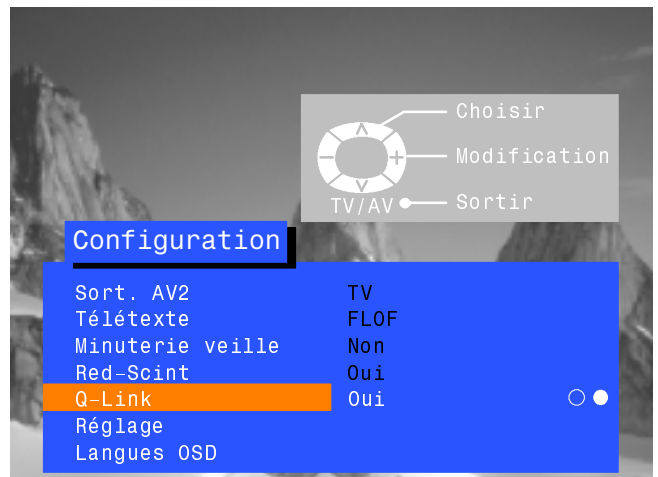 Choisir
Modification
TV/AV Sortir
Configuration
Sort. AV2 TV
Télétexte FLOF
Minuterie veille Non
Red-Scint Oui
Q-Link Oui
Réglage
Langues OSD